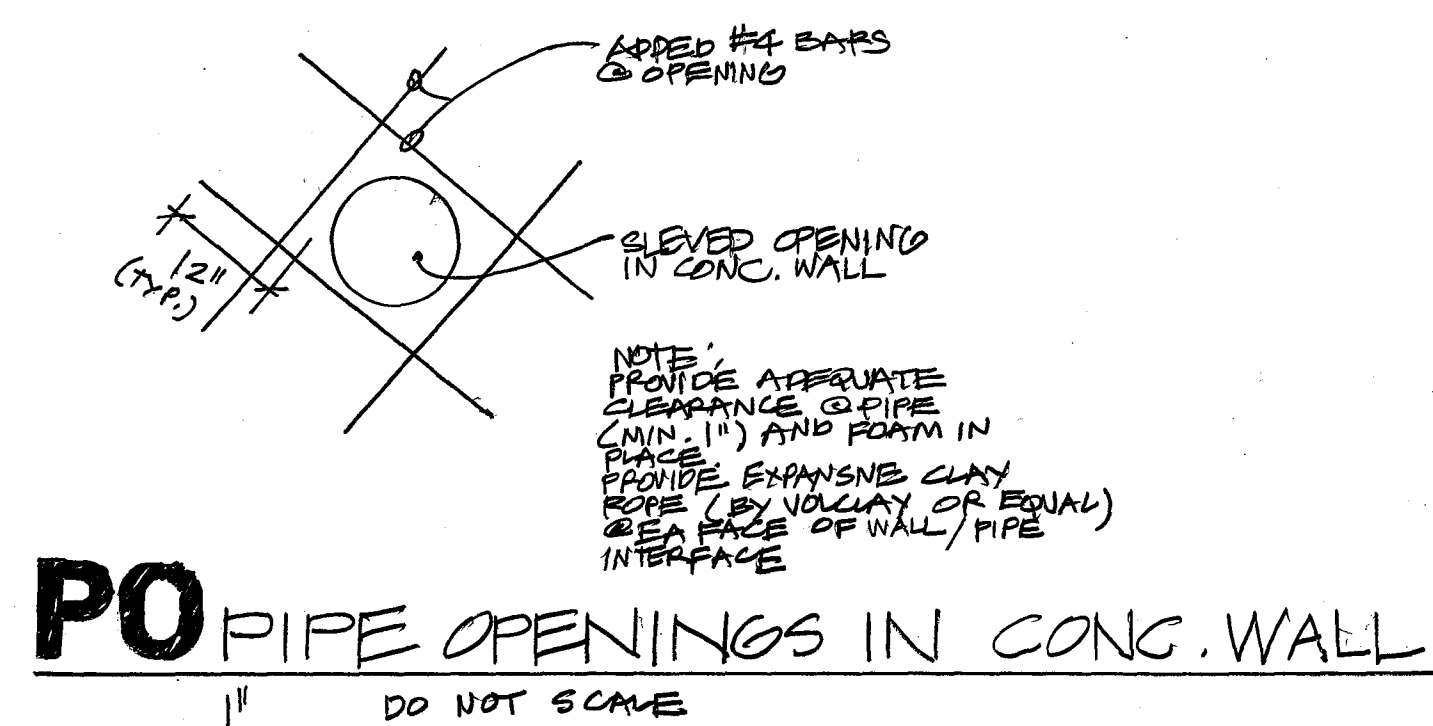 ADDED #4 BARS
@ OPENING
SLEVED OPENING
IN CONC. WALL
12"
(TYP.)
NOTE:
PROVIDE ADEQUATE
CLEARANCE @ PIPE
(MIN. 1") AND FOAM IN
PLACE.
PROVIDE EXPANSIVE CLAY
ROPE (BY VOLCLAY OR EQUAL)
@ EA FACE OF WALL/PIPE
INTERFACE
PO PIPE OPENINGS IN CONC. WALL
1" DO NOT SCALE